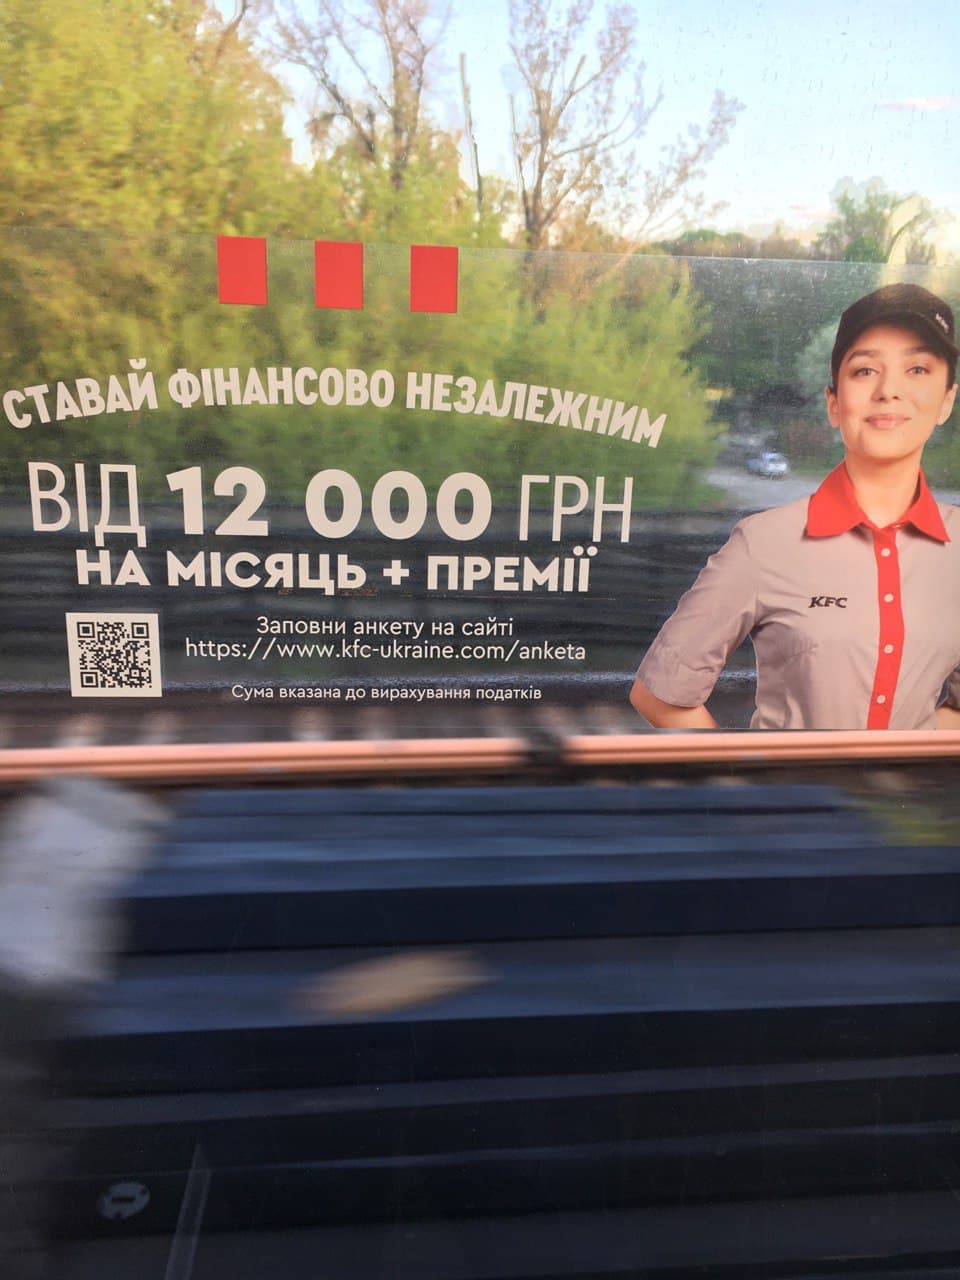 СТАВАЙ ФІНАНСОВО НЕЗАЛЕЖНИМ
ВІД 12 000 ГРН
НА МІСЯЦЬ + ПРЕМІЇ
Заповни анкету на сайті
https://www.kfc-ukraine.com/anketa
Сума вказана до вирахування податків
KFC
KFC